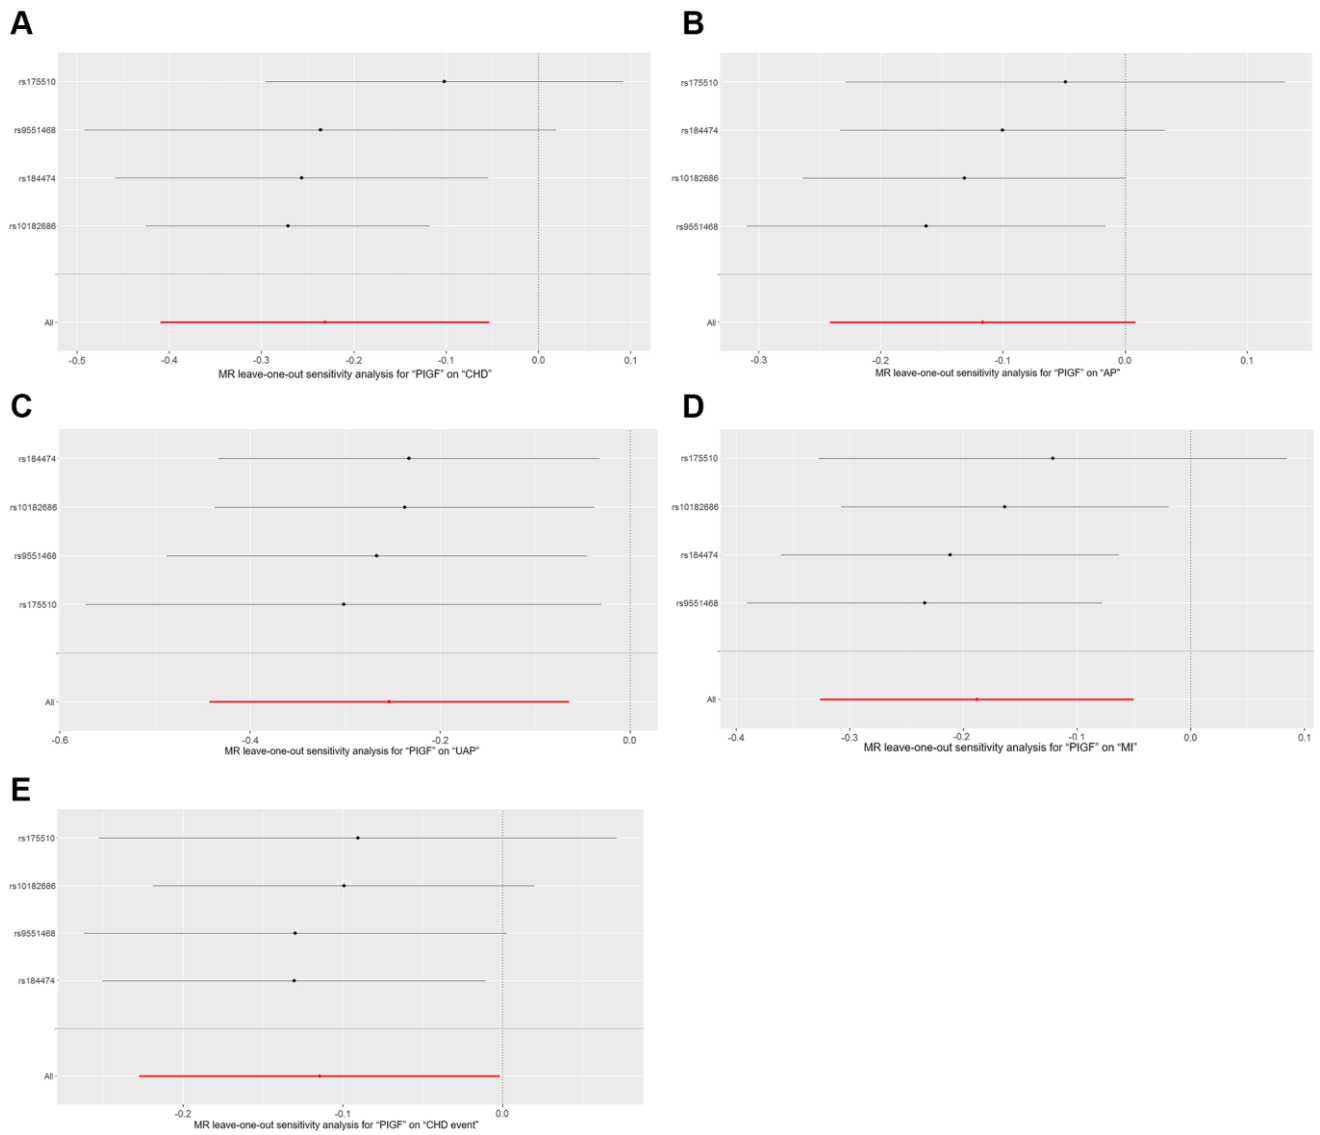 A
rs175510
rs9551468
rs184474
rs10182686
All
-0.5 -0.4 -0.3 -0.2 -0.1 0.0 0.1
MR leave-one-out sensitivity analysis for “PlGF” on “CHD”
B
rs175510
rs184474
rs10182686
rs9551468
All
-0.3 -0.2 -0.1 0.0 0.1
MR leave-one-out sensitivity analysis for “PlGF” on “AP”
C
rs184474
rs10182686
rs9551468
rs175510
All
-0.6 -0.4 -0.2 0.0
MR leave-one-out sensitivity analysis for “PlGF” on “UAP”
D
rs175510
rs10182686
rs184474
rs9551468
All
-0.4 -0.3 -0.2 -0.1 0.0 0.1
MR leave-one-out sensitivity analysis for “PlGF” on “MI”
E
rs175510
rs10182686
rs9551468
rs184474
All
-0.2 -0.1 0.0
MR leave-one-out sensitivity analysis for “PlGF” on “CHD event”